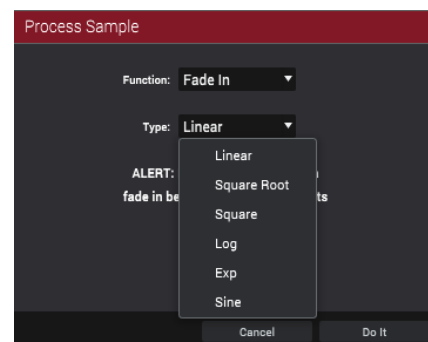 Process Sample
Function: Fade In
Type: Linear
Linear
ALERT:
Square Root
fade in be ts
Square
Log
Exp
Sine
Cancel Do It